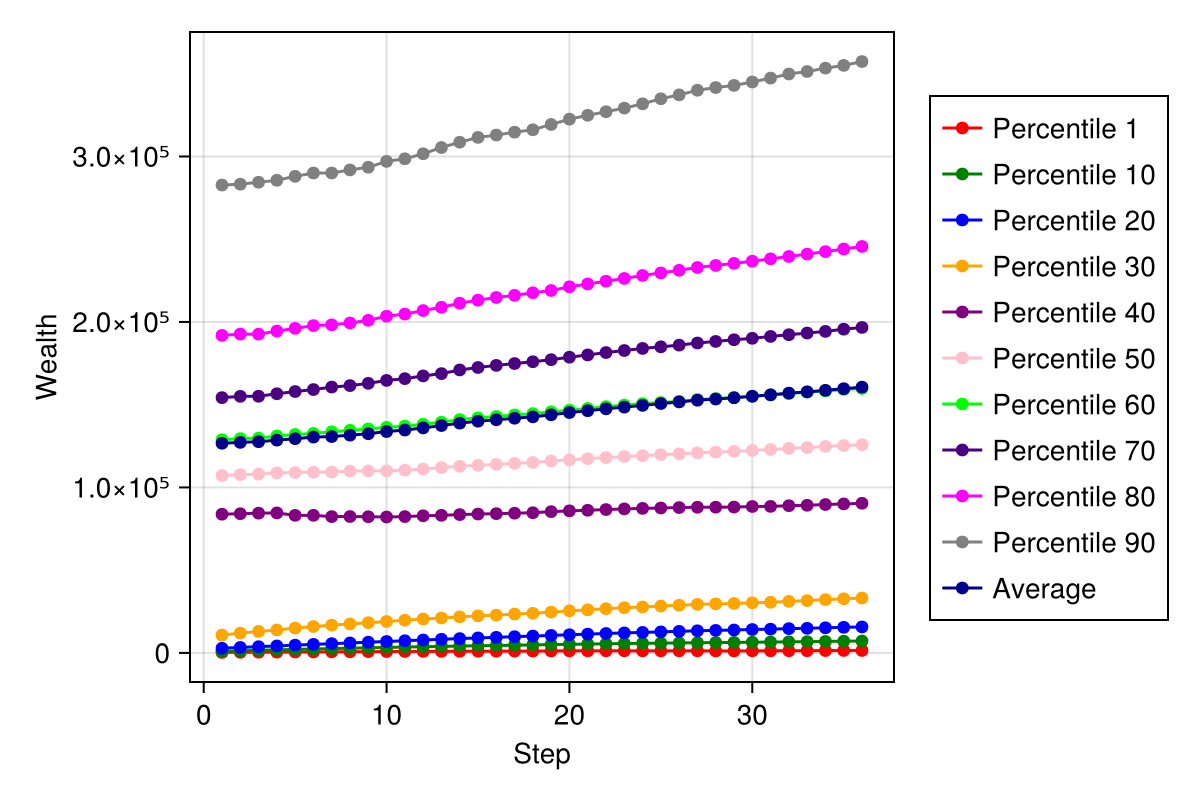 3.0×10⁵
2.0×10⁵
1.0×10⁵
0
Wealth
0 10 20 30
Step
Percentile 1
Percentile 10
Percentile 20
Percentile 30
Percentile 40
Percentile 50
Percentile 60
Percentile 70
Percentile 80
Percentile 90
Average